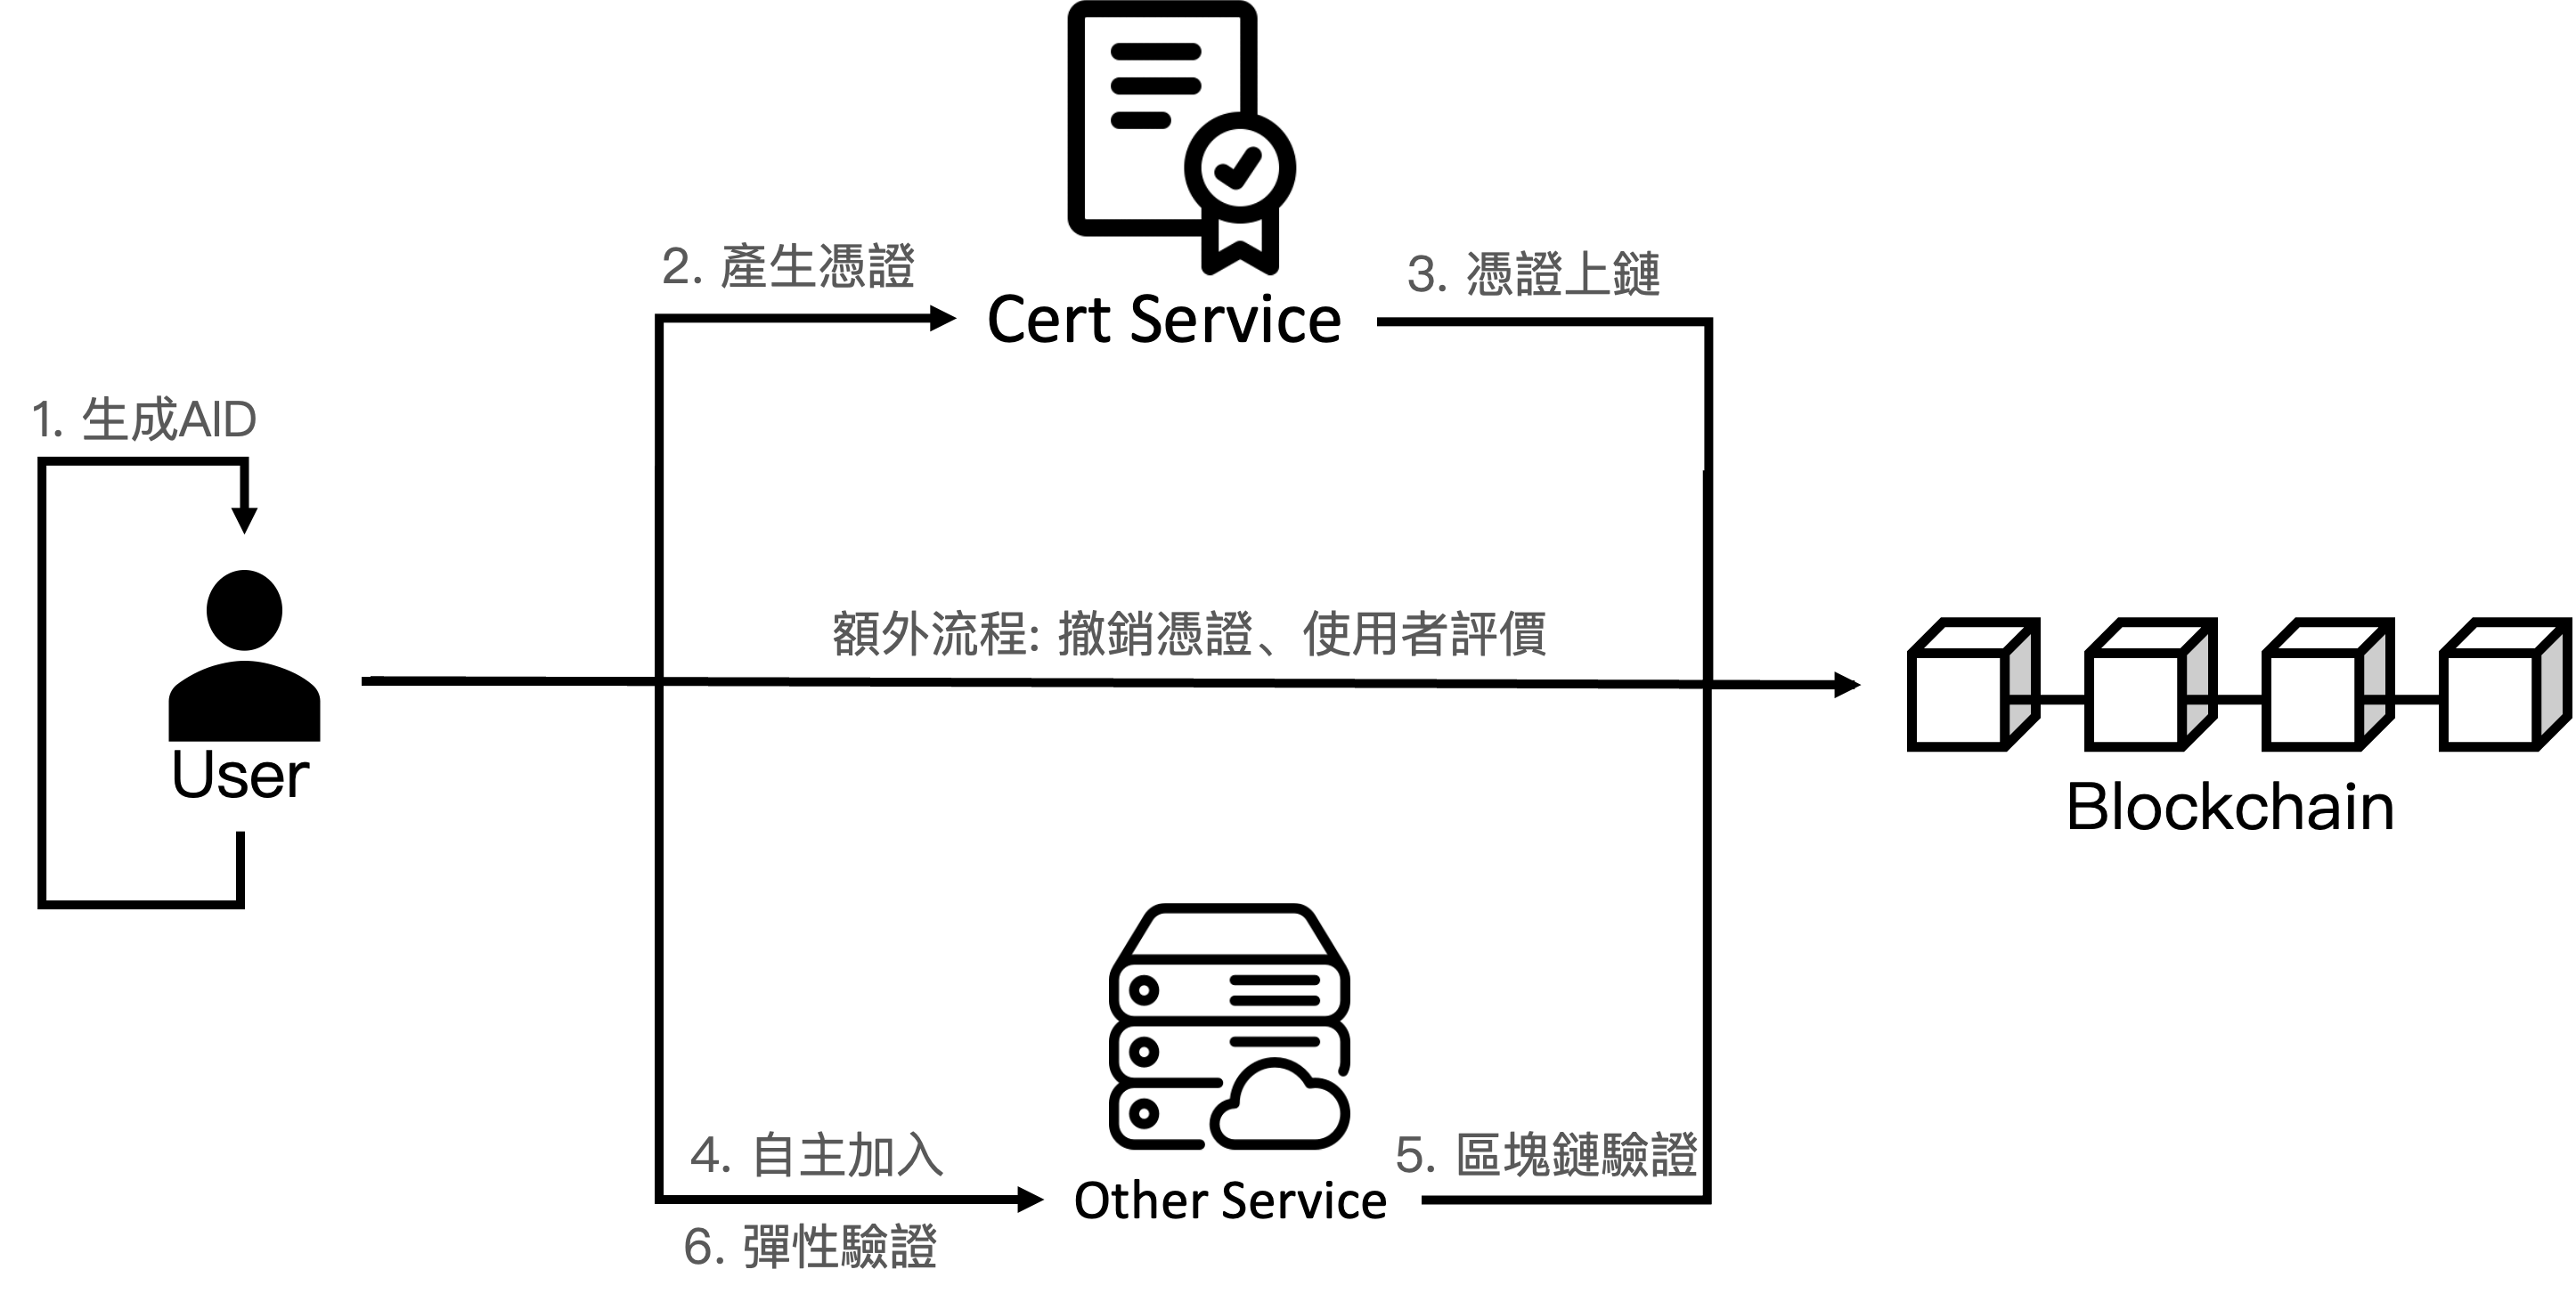 2. 產生憑證
3. 憑證上鏈
Cert Service
1. 生成AID
額外流程: 撤銷憑證、使用者評價
User
Blockchain
4. 自主加入
5. 區塊鏈驗證
Other Service
6. 彈性驗證